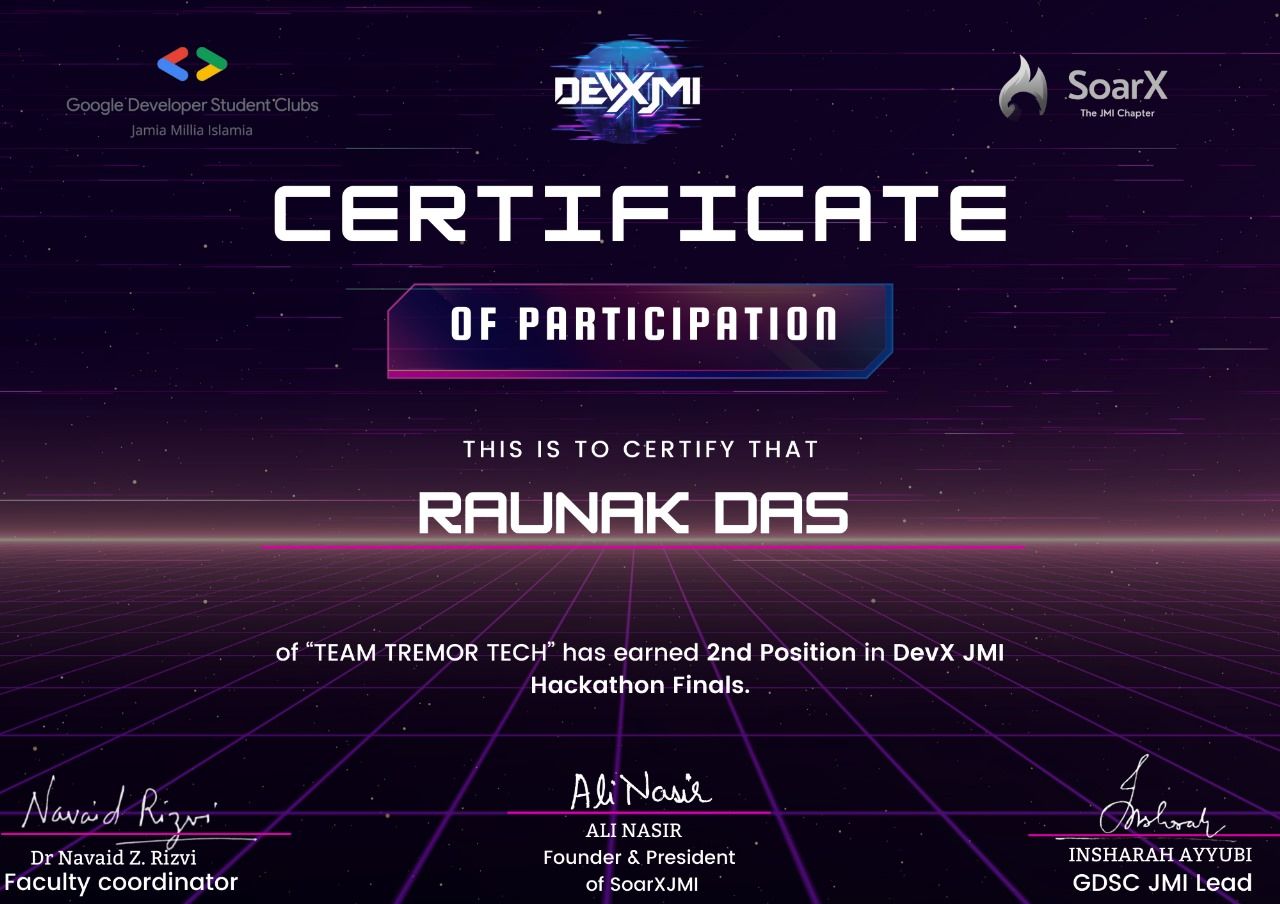 Google Developer Student Clubs
Jamia Millia Islamia
DEVXJMI
SoarX
The JMI Chapter
CERTIFICATE
OF PARTICIPATION
THIS IS TO CERTIFY THAT
RAUNAK DAS
of “TEAM TREMOR TECH” has earned 2nd Position in DevX JMI
Hackathon Finals.
Navaid Rizvi
Dr Navaid Z. Rizvi
Faculty coordinator
Ali Nasir
ALI NASIR
Founder & President
of SoarXJMI
Inshirah
INSHARAH AYYUBI
GDSC JMI Lead